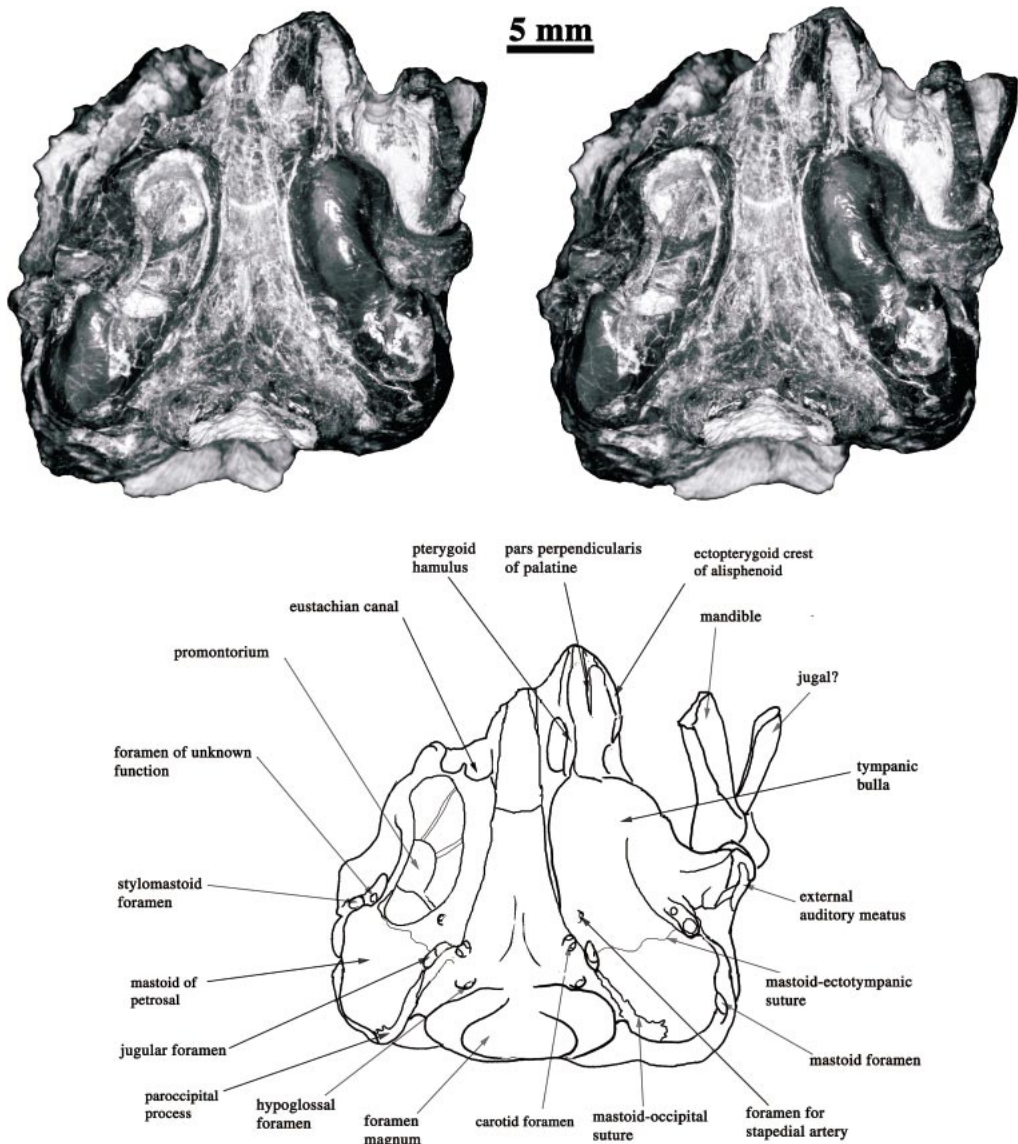 5 mm
pterygoid
hamulus
pars perpendicularis
of palatine
ectopterygoid crest
of alisphenoid
eustachian canal
mandible
promontorium
jugal?
foramen of unknown
function
tympanic
bulla
stylomastoid
foramen
external
auditory meatus
mastoid of
petrosal
mastoid-ectotympanic
suture
jugular foramen
mastoid foramen
paroccipital
process
hypoglossal
foramen
foramen
magnum
carotid foramen
mastoid-occipital
suture
foramen for
stapedial artery